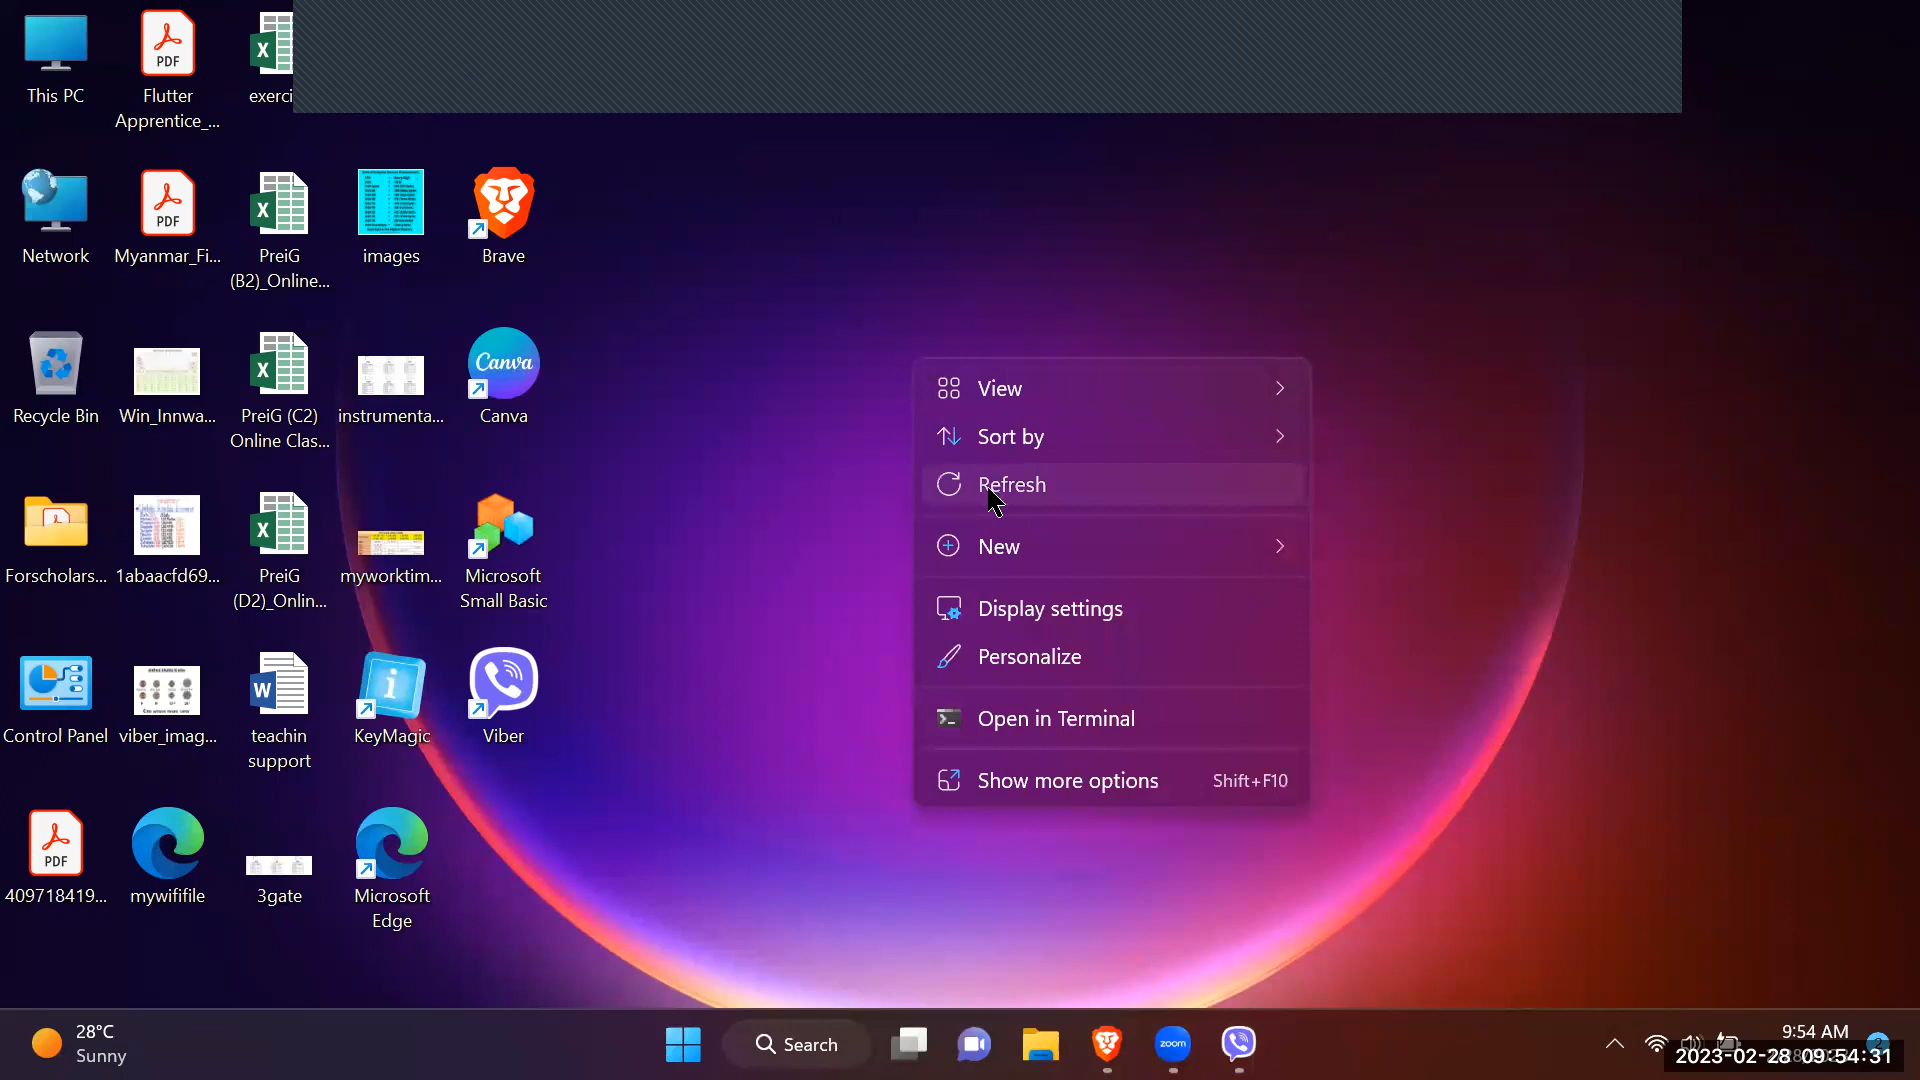 This PC
Flutter
Apprentice_...
exerci
Network
Myanmar_Fi...
PreiG
(B2)_Online...
images
Brave
Recycle Bin
Win_Innwa...
PreiG (C2)
Online Clas...
instrumenta...
Canva
Canva
Forscholars...
1abaacfd69...
PreiG
(D2)_Onlin...
myworktim...
Microsoft
Small Basic
Control Panel
viber_imag...
teachin
support
KeyMagic
Viber
PDF
409718419...
mywififile
3gate
Microsoft
Edge
View
Sort by
Refresh
New
Display settings
Personalize
Open in Terminal
Show more options Shift+F10
28°C
Sunny
Search
zoom
9:54 AM
2
2023-02-28 09:54:31